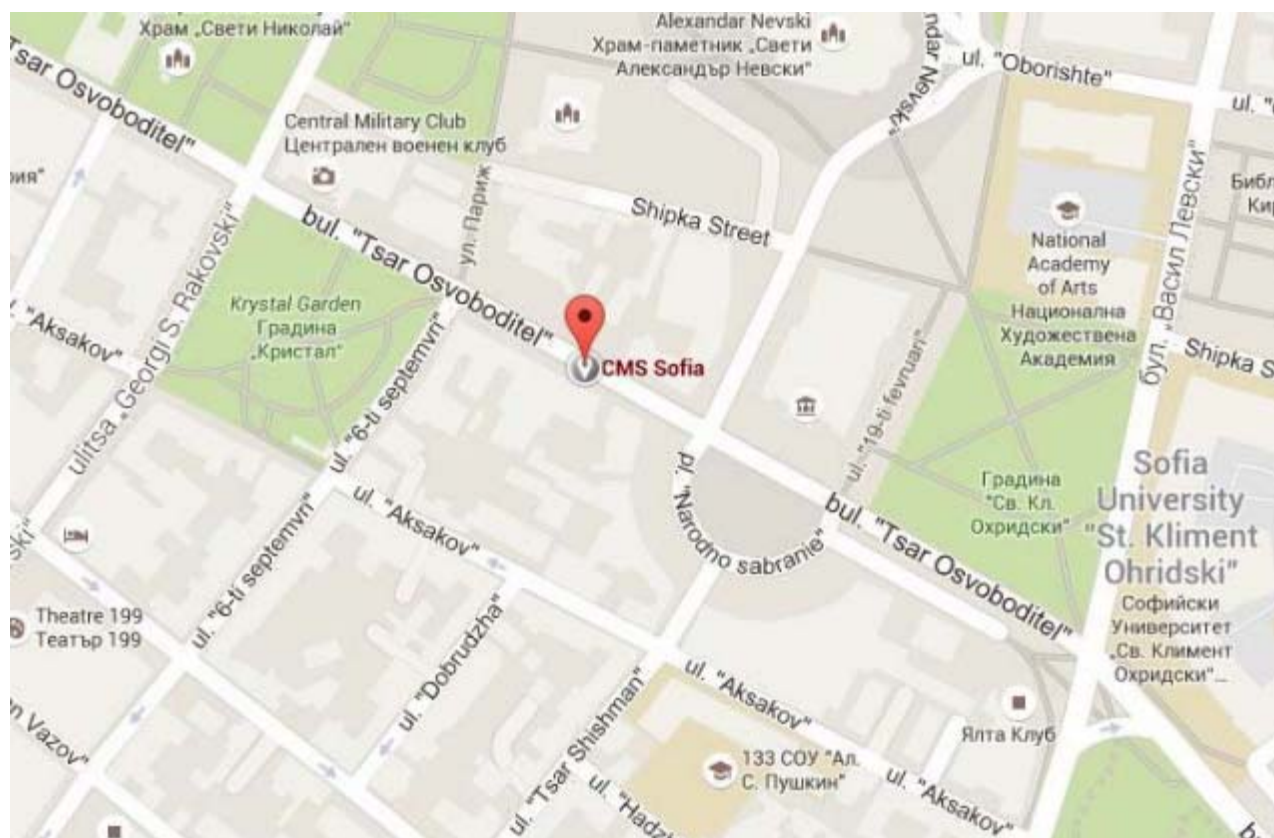 Храм „Свети Николай"
Alexandar Nevski
Храм-паметник „Свети
Александър Невски"
Tsar Osvoboditel"
ul. "Oborishte"
ul.
Central Military Club
Централен военен клуб
ул. Париж
Shipka Street
bul. "Tsar Osvoboditel"
National
Academy
of Arts
Национална
Художествена
Академия
бул. „Васил Левски"
Krystal Garden
Градина
„Кристал"
ulitsa „Georgi S. Rakovski"
"Aksakov"
CMS Sofia
ul. "6-ti septemvri"
ul. "19-ti fevruari"
Shipka
pl. "Narodno sabranie"
Градина
"Св. Кл.
Охридски"
Sofia
University
"St. Kliment
Ohridski"
Софийски
Университет
„Св. Климент
Охридски"...
ul. "Aksakov"
bul. "Tsar Osvoboditel"
ul. "6-ti septemvri"
Theatre 199
Театър 199
ul. "Dobrudzha"
ul. "Aksakov"
Vazov"
ul. "Tsar Shishman"
Ялта Клуб
133 СОУ "Ал.
С. Пушкин"
ul. "Aksakov"